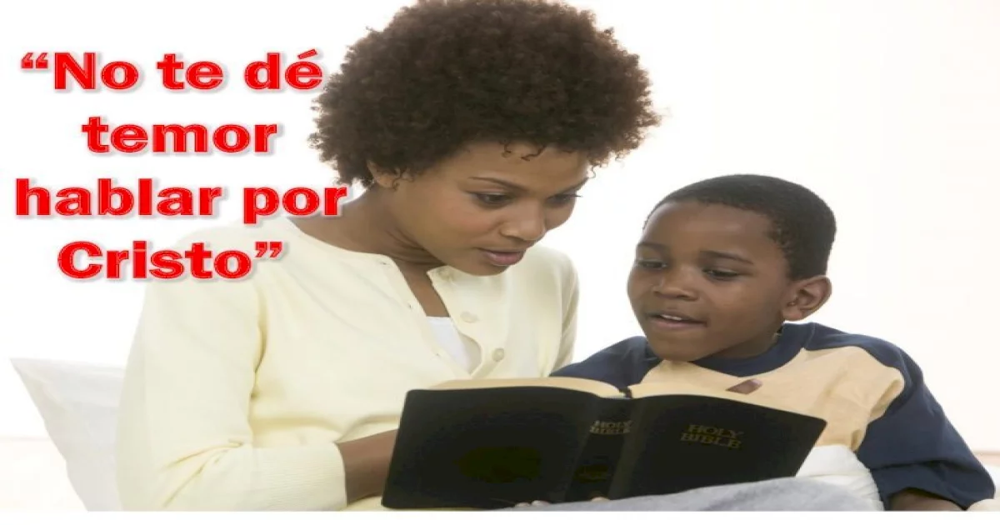 “No te dé
temor
hablar por
Cristo”
HOLY
BIBLE
HOLY
BIBLE